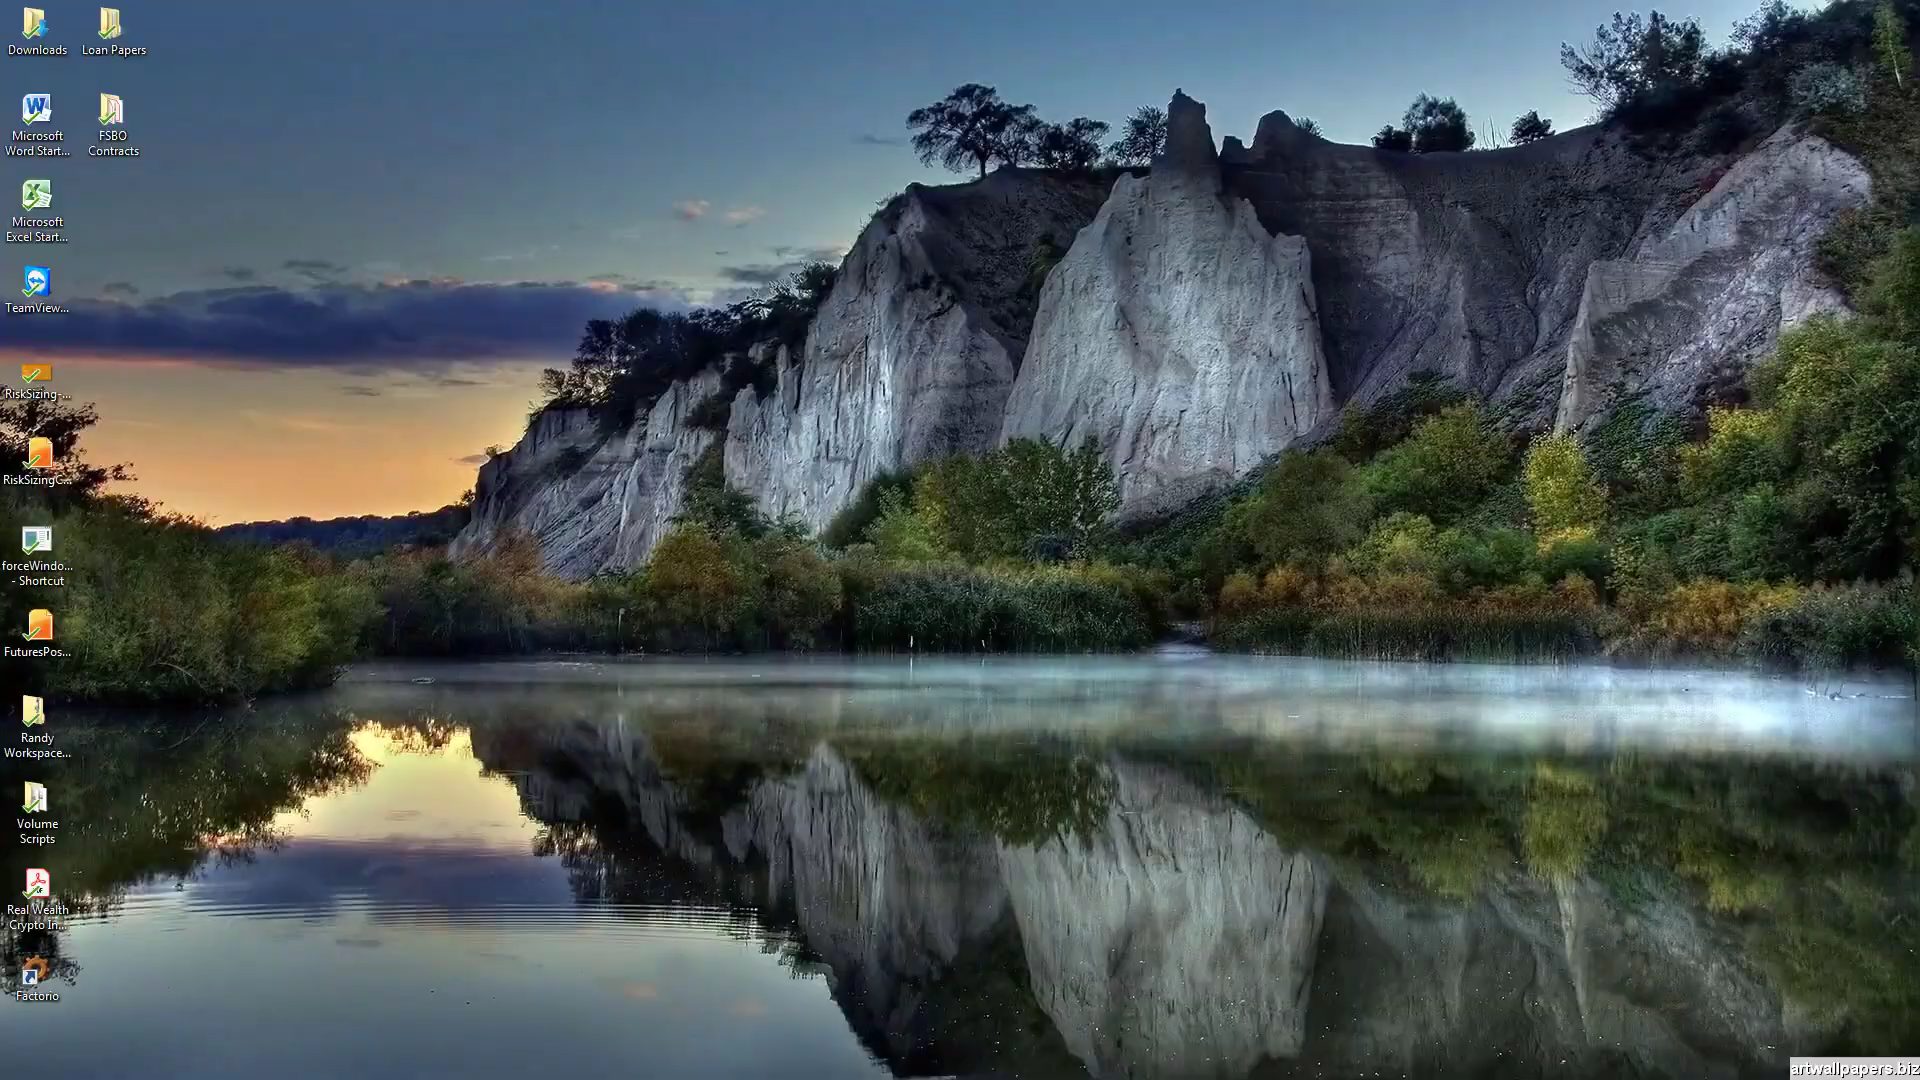 Downloads
Loan Papers
Microsoft
Word Start...
FSBO
Contracts
Microsoft
Excel Start...
TeamView...
RiskSizing-...
RiskSizingC...
forceWindo...
- Shortcut
FuturesPos...
Randy
Workspace...
Volume
Scripts
Real Wealth
Crypto In...
Factorio
artwallpapers.biz